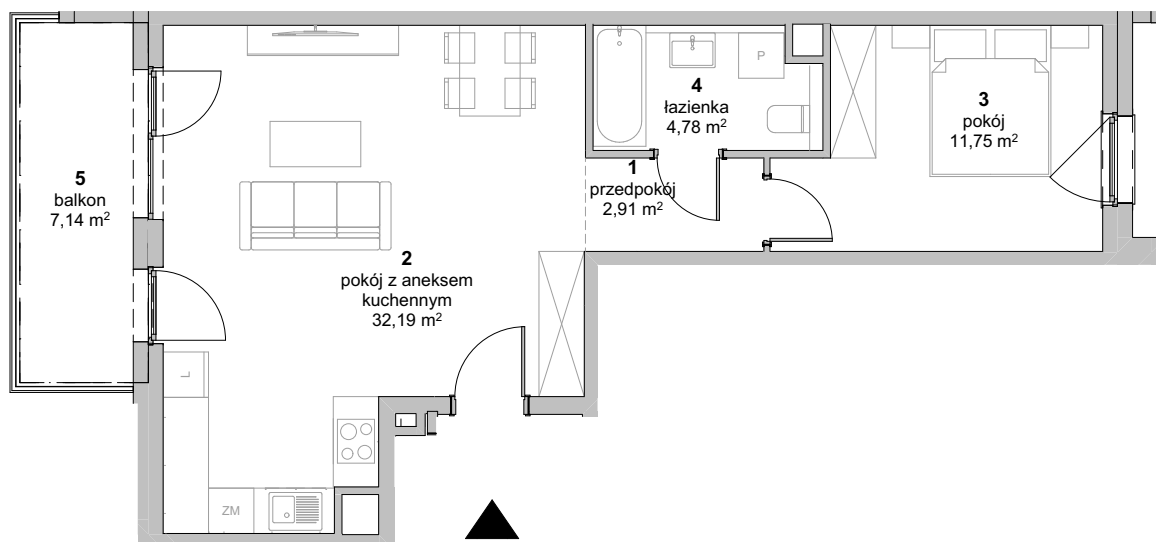 5
balkon
7,14 m²
2
pokój z aneksem
kuchennym
32,19 m²
1
przedpokój
2,91 m²
4
łazienka
4,78 m²
P
3
pokój
11,75 m²
L
ZM